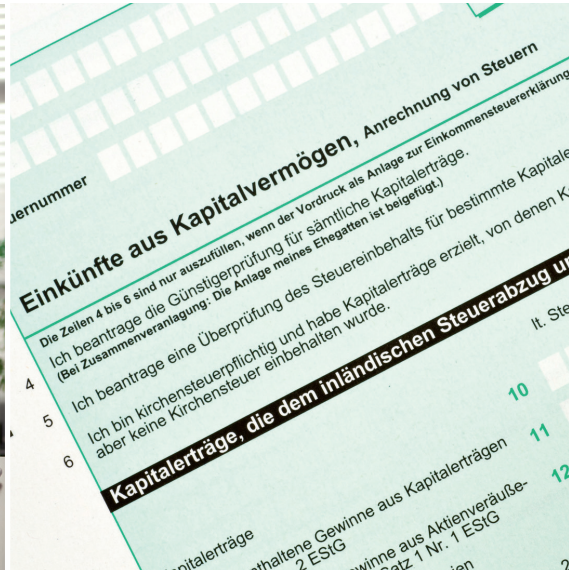 uernummer
Einkünfte aus Kapitalvermögen, Anrechnung von Steuern
Die Zeilen 4 bis 6 sind nur auszufüllen, wenn der Vordruck als Anlage zur Einkommensteuererklärung
4 Ich beantrage die Günstigerprüfung für sämtliche Kapitalerträge.
(Bei Zusammenveranlagung: Die Anlage meines Ehegatten ist beigefügt.)
5 Ich beantrage eine Überprüfung des Steuereinbehalts für bestimmte Kapitale
6 Ich bin kirchensteuerpflichtig und habe Kapitalerträge erzielt, von denen K
aber keine Kirchensteuer einbehalten wurde.
Kapitalerträge, die dem inländischen Steuerabzug u
lt. Ste
10
pitalerträge
11
thaltene Gewinne aus Kapitalerträgen
2 EStG
12
winne aus Aktienveräuße-
atz 1 Nr. 1 EStG
ien